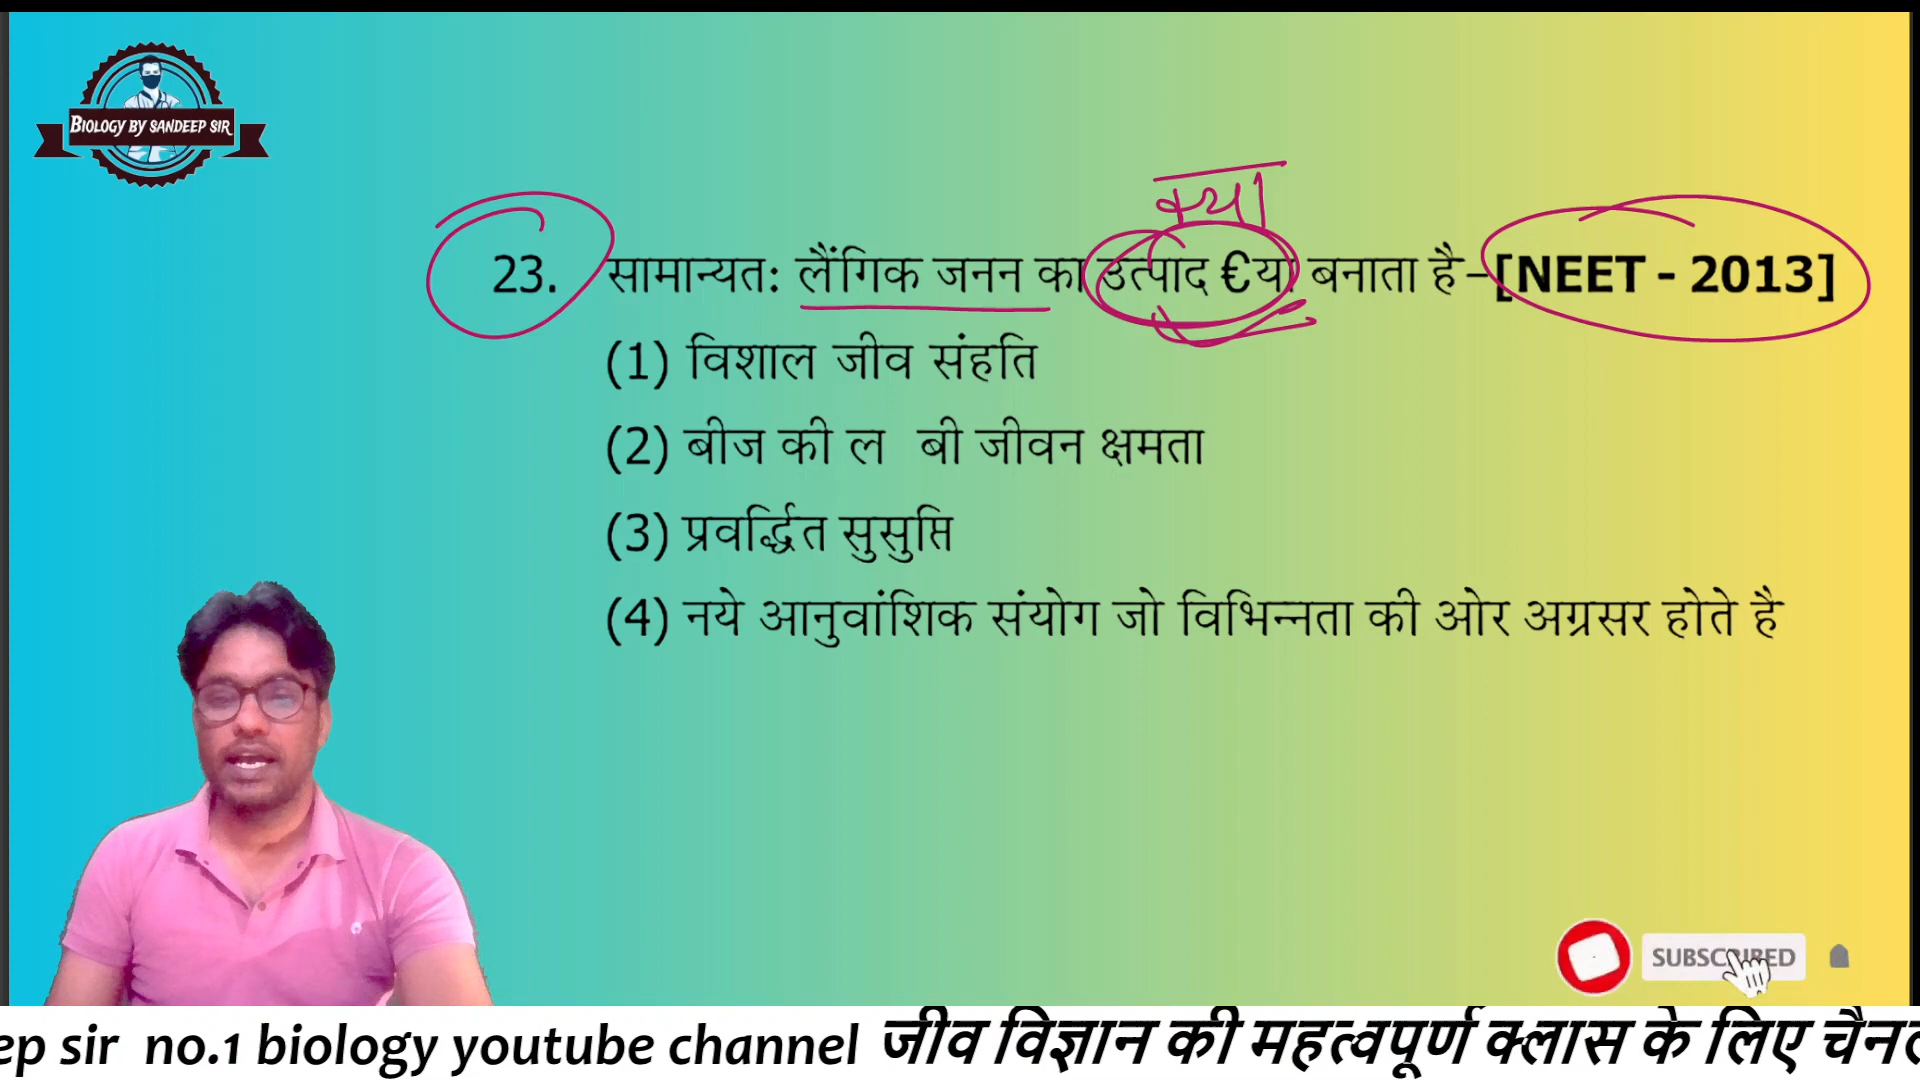 BIOLOGY BY SANDEEP SIR
क्या
23. सामान्यत: लैंगिक जनन का उत्पाद €या बनाता है-[NEET - 2013]
(1) विशाल जीव संहति
(2) बीज की ल बी जीवन क्षमता
(3) प्रवर्द्धित सुसुप्ति
(4) नये आनुवांशिक संयोग जो विभिन्नता की ओर अग्रसर होते है
SUBSCRIBED
ep sir no.1 biology youtube channel जीव विज्ञान की महत्वपूर्ण क्लास के लिए चैनल